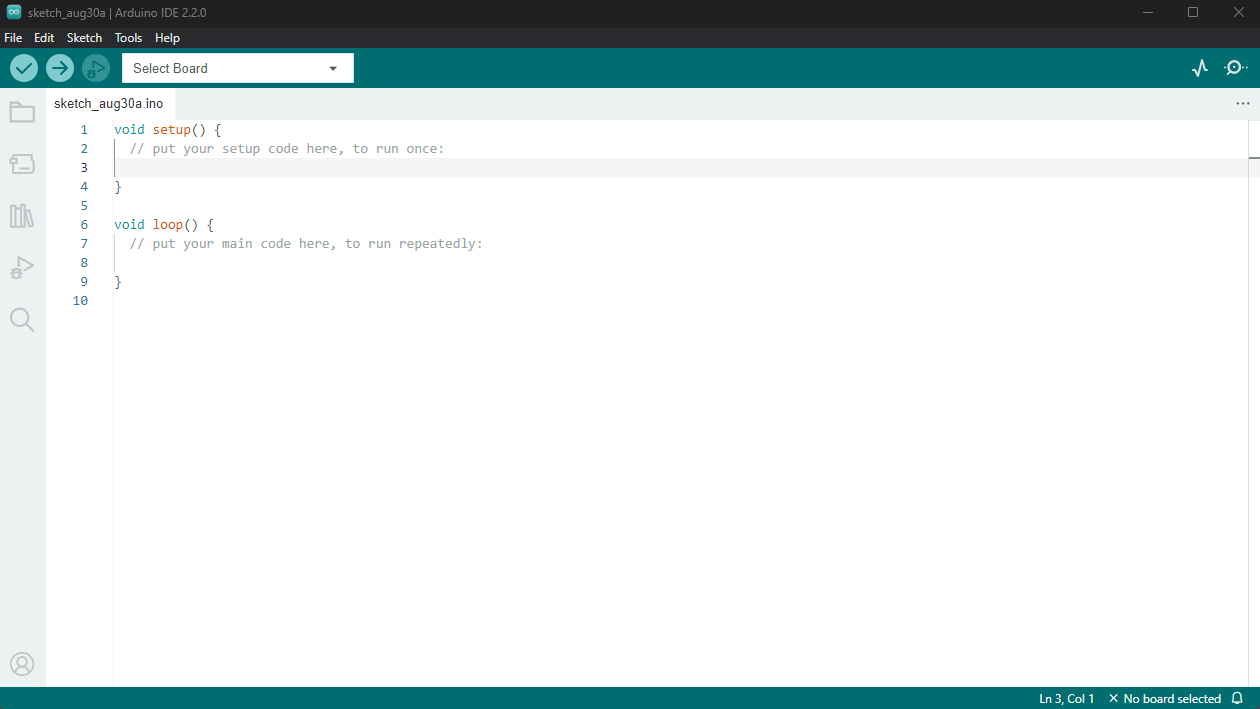 sketch_aug30a | Arduino IDE 2.2.0
File Edit Sketch Tools Help
Select Board
sketch_aug30a.ino
1 void setup() {
2   // put your setup code here, to run once:
3
4 }
5
6 void loop() {
7   // put your main code here, to run repeatedly:
8
9 }
10
Ln 3, Col 1 × No board selected